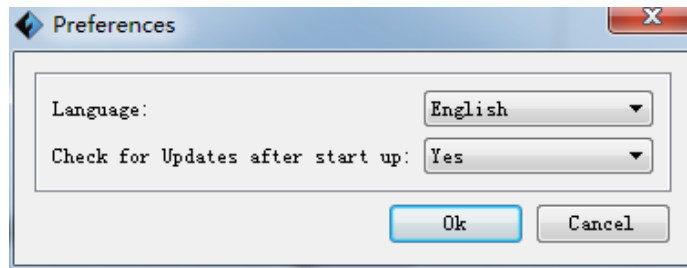 Preferences
Language: English
Check for Updates after start up: Yes
Ok Cancel